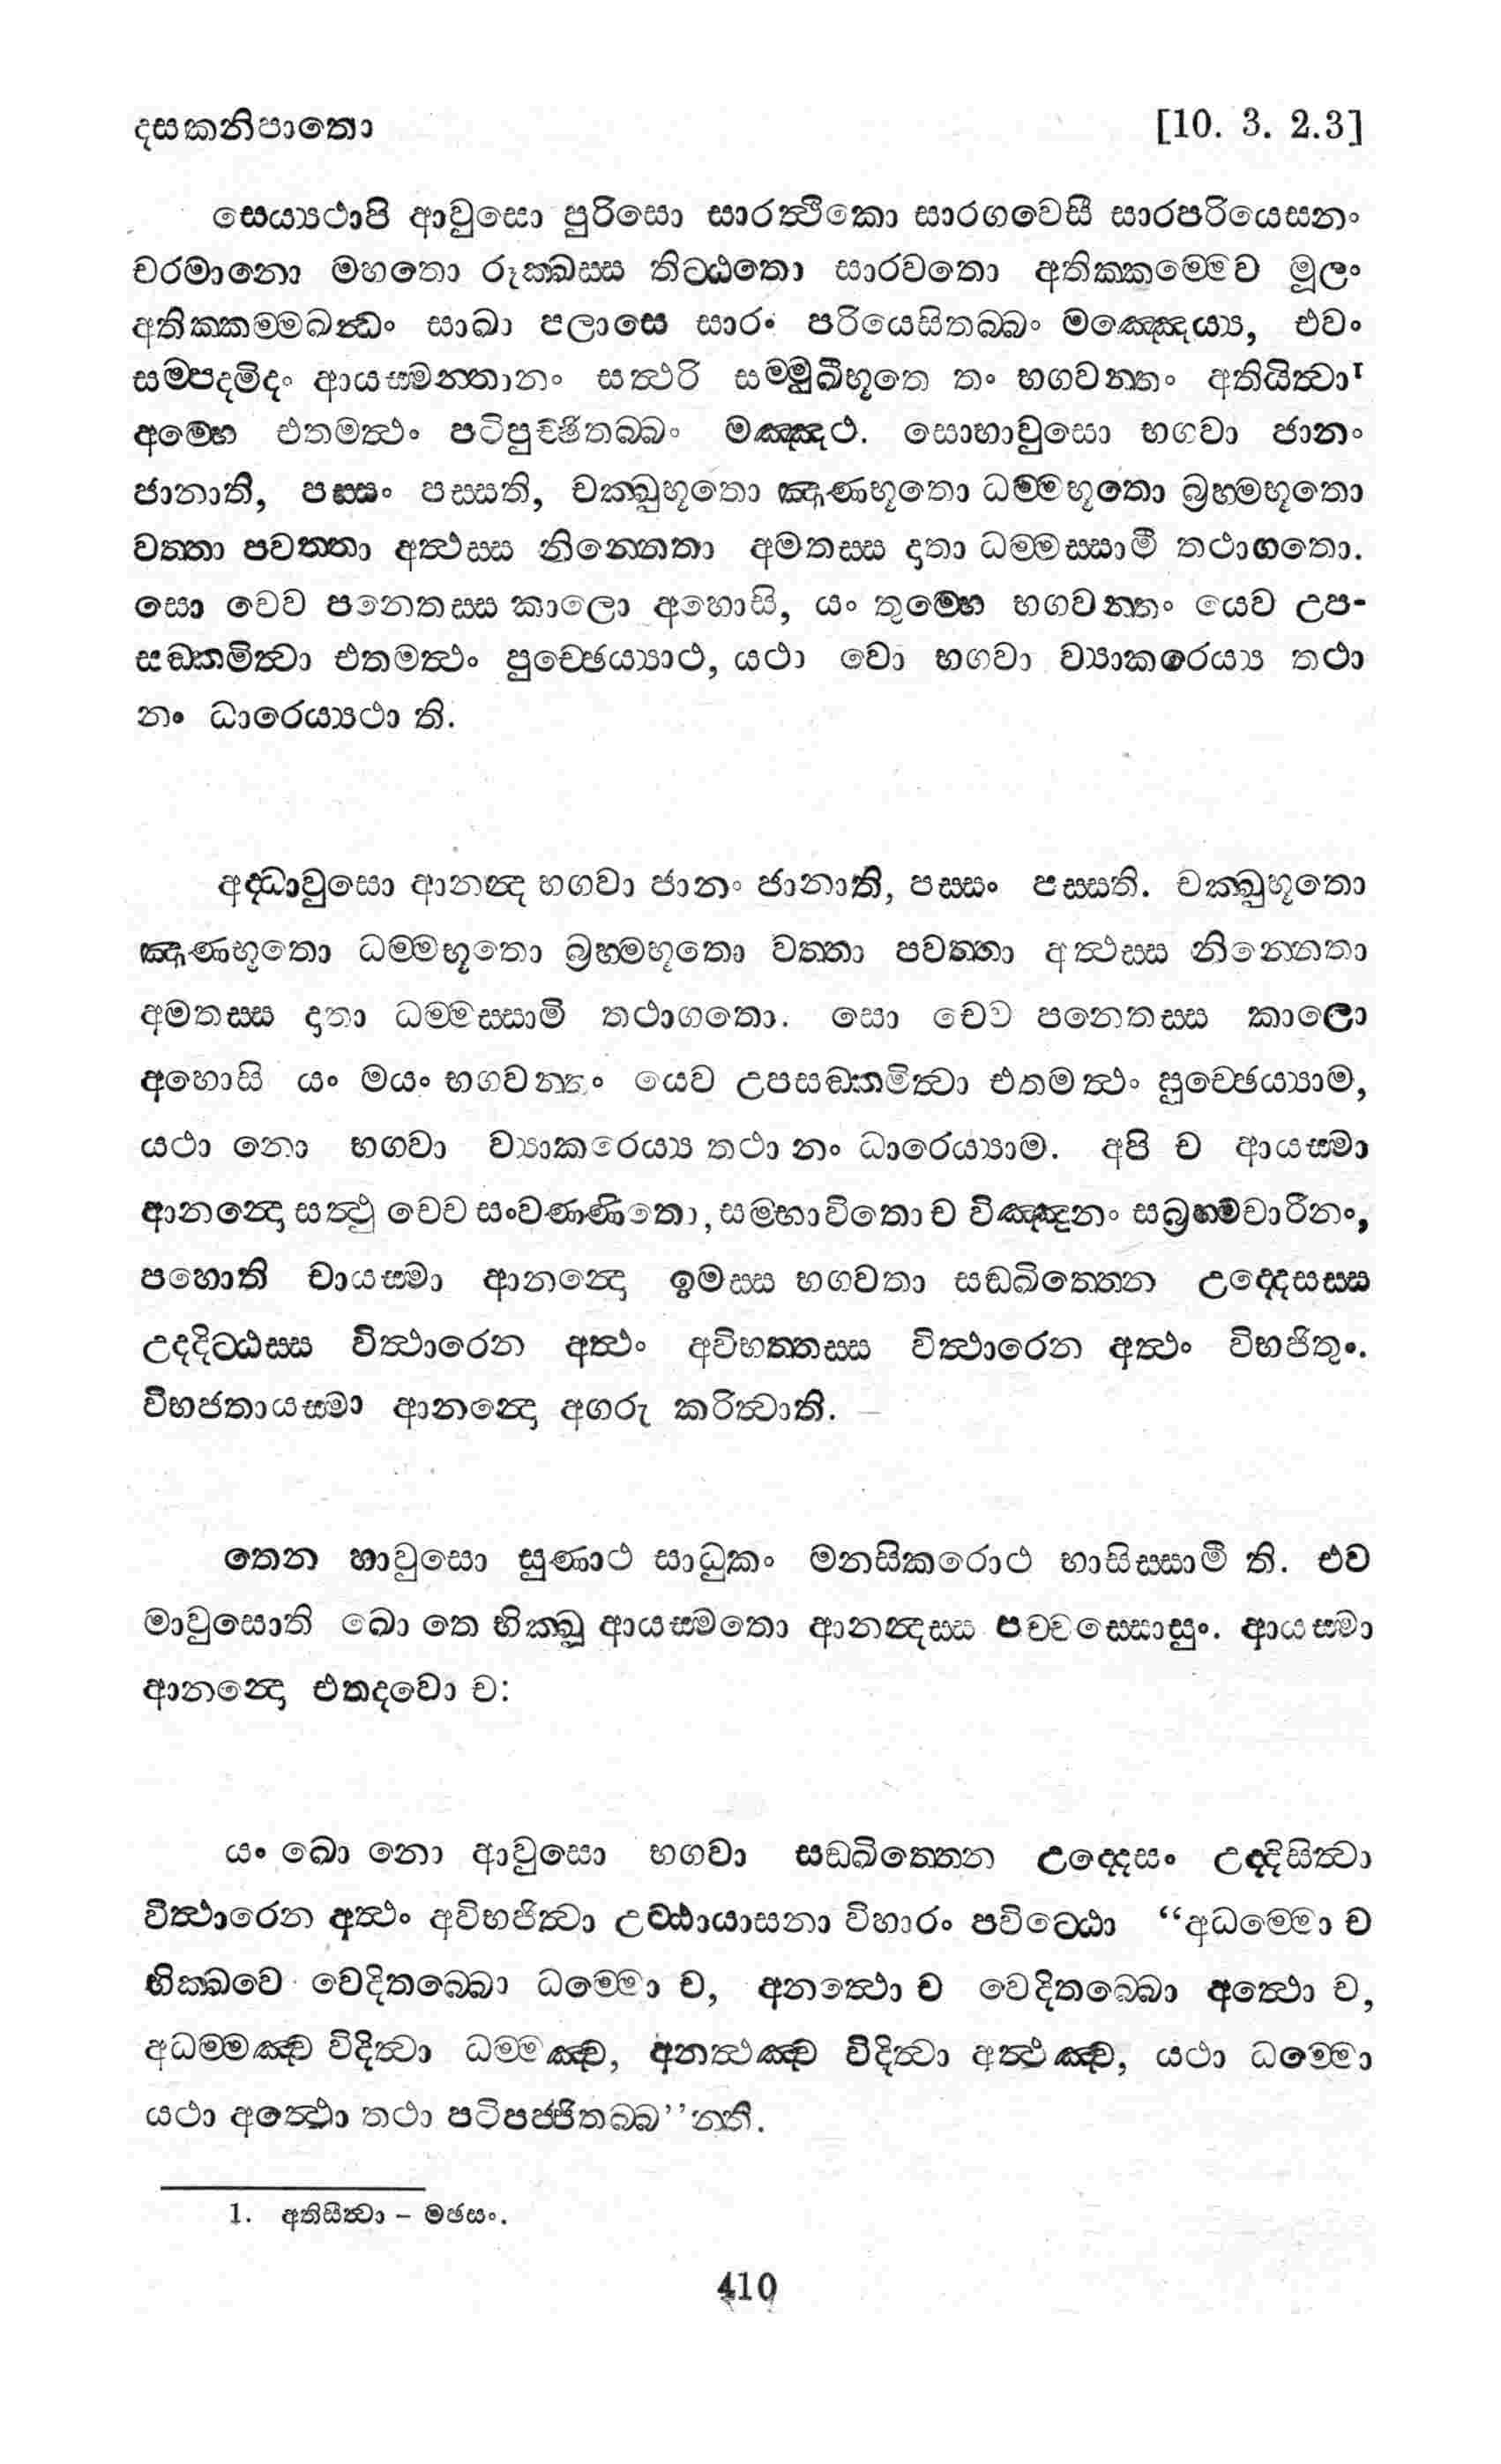 දසකනිපාතො [10. 3. 2.3]
සෙය්‍යථාපි ආවුසො පුරිසො සාරත්‍ථිකො සාරගවෙසී සාරපරියෙසනං
චරමානො මහතො රුක්ඛස්ස තිට්ඨතො සාරවතො අතික්කම්මෙව මූලං
අතික්කම්මඛන්‍ධං සාඛා පලාසෙ සාරං පරියෙසිතබ්බං මඤ්ඤෙය්‍ය, එවං
සම්පදමිදං ආයස්මන්තානං සත්‍ථරි සම්මුඛීභූතෙ තං භගවන්තං අතියිත්‍වා¹
අම්හෙ එතමත්‍ථං පටිපුච්ඡිතබ්බං මඤ්ඤථ. සොහාවුසො භගවා ජානං
ජානාති, පස්සං පස්සති, චක්ඛුභූතො ඤාණභූතො ධම්මභූතො බ්‍රහ්මභූතො
වත්තා පවත්තා අත්‍ථස්ස නින්නෙතා අමතස්ස දාතා ධම්මස්සාමී තථාගතො.
සො චෙව පනෙතස්ස කාලො අහොසි, යං තුම්හෙ භගවන්තං යෙව උප-
සඞ්කමිත්‍වා එතමත්‍ථං පුච්ඡෙය්‍යාථ, යථා වො භගවා ව්‍යාකරෙය්‍ය තථා
නං ධාරෙය්‍යථා ති.
අද්ධාවුසො ආනන්‍ද භගවා ජානං ජානාති, පස්සං පස්සති. චක්ඛුභූතො
ඤාණභූතො ධම්මභූතො බ්‍රහ්මභූතො වත්තා පවත්තා අත්‍ථස්ස නින්නෙතා
අමතස්ස දාතා ධම්මස්සාමි තථාගතො. සො චෙව පනෙතස්ස කාලො
අහොසි යං මයං භගවන්තං යෙව උපසඞ්කමිත්‍වා එතමත්‍ථං පුච්ඡෙය්‍යාම,
යථා නො භගවා ව්‍යාකරෙය්‍ය තථා නං ධාරෙය්‍යාම. අපි ච ආයස්මා
ආනන්‍දො සත්‍ථු චෙව සංවණ්ණිතො, සම්භාවිතො ච විඤ්ඤූනං සබ්‍රහ්මචාරීනං,
පහොති චායස්මා ආනන්‍දො ඉමස්ස භගවතා සඞ්ඛිත්තෙන උද්දෙසස්ස
උද්දිට්ඨස්ස විත්‍ථාරෙන අත්‍ථං අවිභත්තස්ස විත්‍ථාරෙන අත්‍ථං විභජිතුං.
විභජතායස්මා ආනන්‍දො අගරු කරිත්‍වාති.
තෙන හාවුසො සුණාථ සාධුකං මනසිකරොථ භාසිස්සාමී ති. එව
මාවුසොති ඛො තෙ භික්ඛූ ආයස්මතො ආනන්‍දස්ස පච්චස්සොසුං. ආයස්මා
ආනන්‍දො එතදවො ච:
යං ඛො නො ආවුසො භගවා සඞ්ඛිත්තෙන උද්දෙසං උද්දිසිත්‍වා
විත්‍ථාරෙන අත්‍ථං අවිභජිත්‍වා උට්ඨායාසනා විහාරං පවිට්ඨො “අධම්මො ච
භික්ඛවෙ වෙදිතබ්බො ධම්මො ච, අනත්‍ථො ච වෙදිතබ්බො අත්‍ථො ච,
අධම්මඤ්ච විදිත්‍වා ධම්මඤ්ච, අනත්‍ථඤ්ච විදිත්‍වා අත්‍ථඤ්ච, යථා ධම්මො
යථා අත්‍ථො තථා පටිපජ්ජිතබ්බ”න්ති.
1. අතිසිත්‍වා – මඡසං.
410